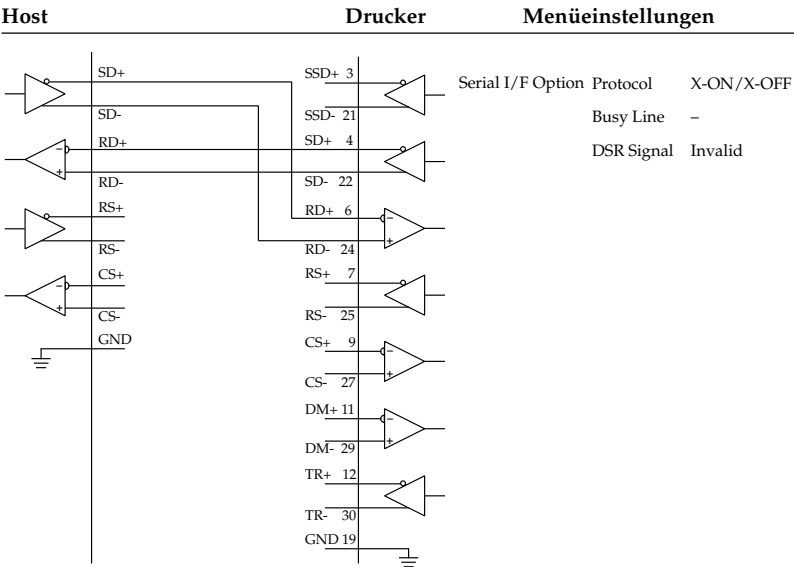 Host Drucker Menüeinstellungen
SD+ SSD+ 3 Serial I/F Option Protocol X-ON/X-OFF
SD- SSD- 21 Busy Line –
RD+ SD+ 4 DSR Signal Invalid
RD- SD- 22
RS+ RD+ 6
RS- RD- 24
CS+ RS+ 7
CS- RS- 25
GND CS+ 9
CS- 27
DM+ 11
DM- 29
TR+ 12
TR- 30
GND 19